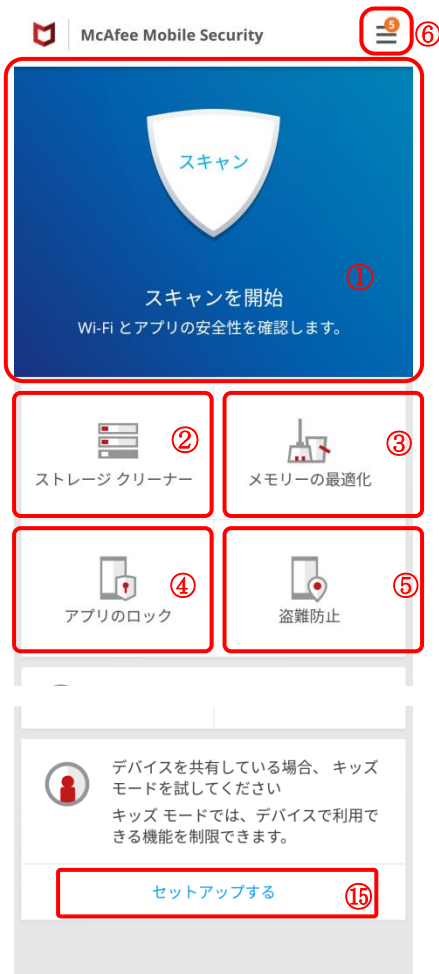 McAfee Mobile Security
5
⑥
スキャン
①
スキャンを開始
Wi-Fi とアプリの安全性を確認します。
②
ストレージ クリーナー
③
メモリーの最適化
④
アプリのロック
⑤
盗難防止
デバイスを共有している場合、 キッズ
モードを試してください
キッズ モードでは、デバイスで利用で
きる機能を制限できます。
セットアップする
⑮